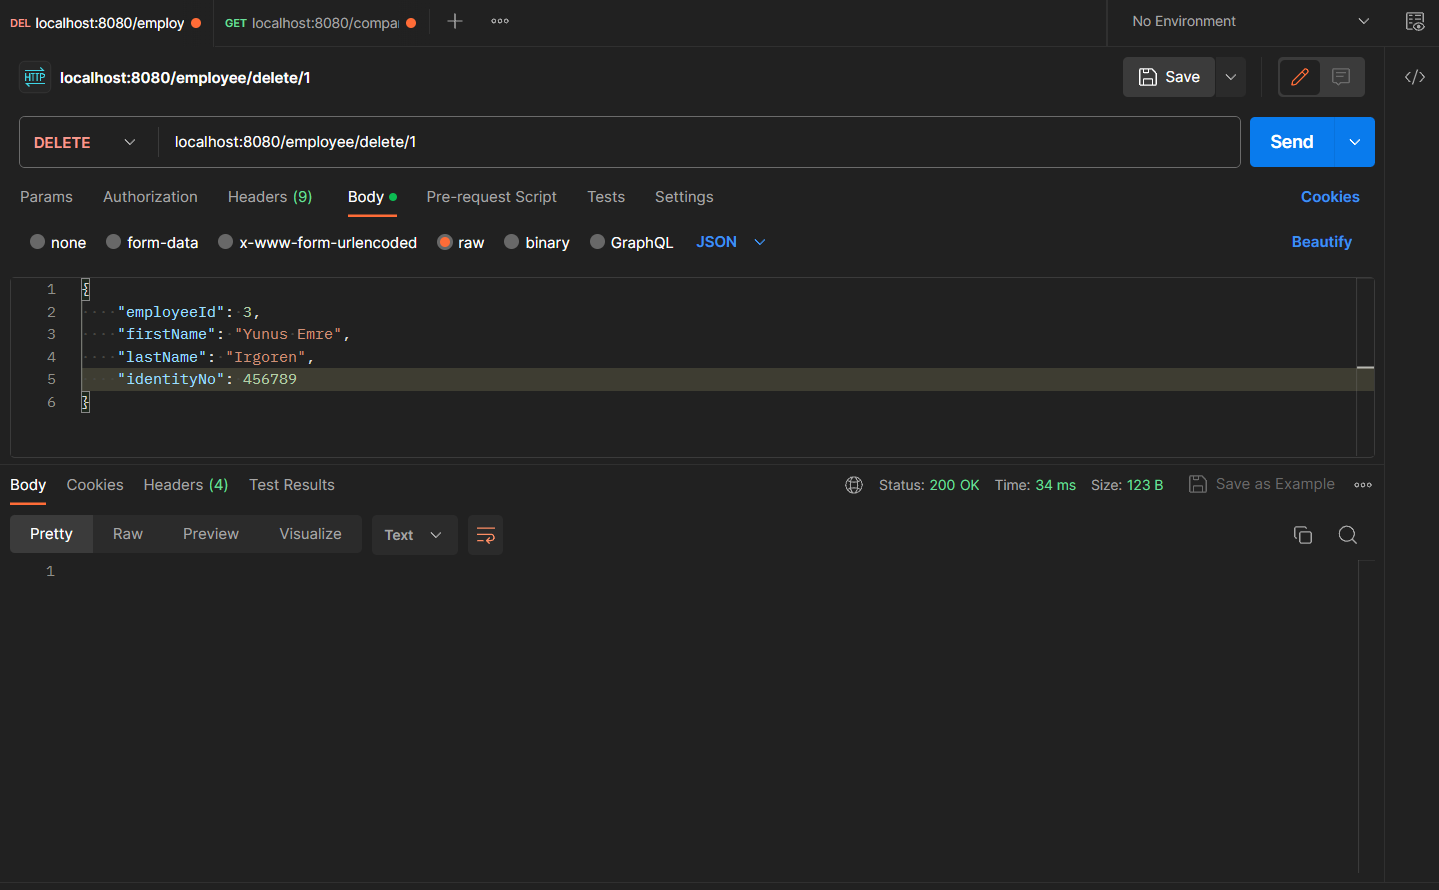 DEL localhost:8080/employ GET localhost:8080/compa No Environment
HTTP localhost:8080/employee/delete/1 Save
DELETE localhost:8080/employee/delete/1 Send
Params Authorization Headers (9) Body Pre-request Script Tests Settings Cookies
none form-data x-www-form-urlencoded raw binary GraphQL JSON Beautify
1 {
2 "employeeId": 3,
3 "firstName": "Yunus Emre",
4 "lastName": "Irgoren",
5 "identityNo": 456789
6 }
Body Cookies Headers (4) Test Results Status: 200 OK Time: 34 ms Size: 123 B Save as Example
Pretty Raw Preview Visualize Text
1